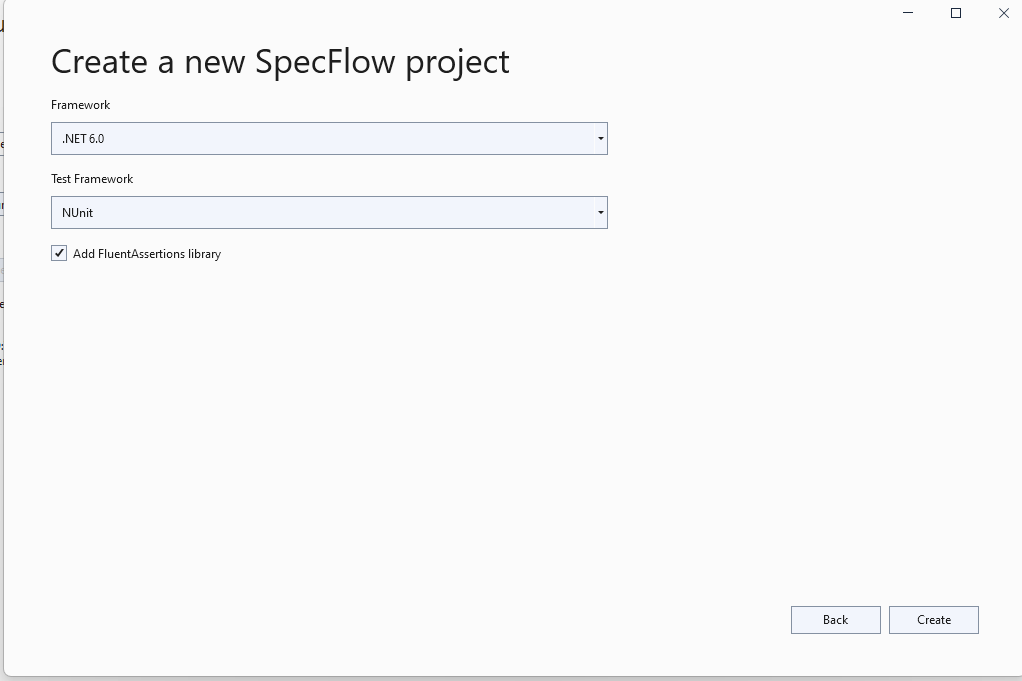 Create a new SpecFlow project
Framework
.NET 6.0
Test Framework
NUnit
Add FluentAssertions library
Back
Create